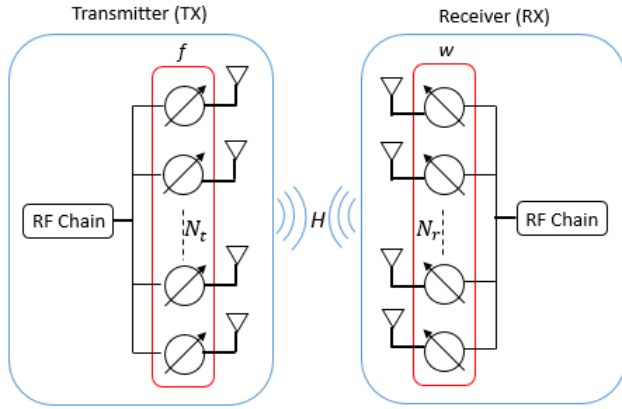 Transmitter (TX)
Receiver (RX)
f
w
RF Chain
N_t
H
N_r
RF Chain